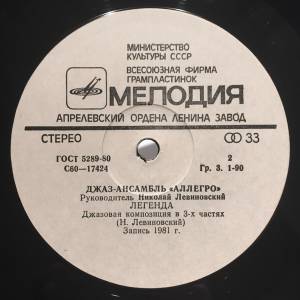 МИНИСТЕРСТВО
КУЛЬТУРЫ СССР
ВСЕСОЮЗНАЯ ФИРМА
ГРАМПЛАСТИНОК
МЕЛОДИЯ
АПРЕЛЕВСКИЙ ОРДЕНА ЛЕНИНА ЗАВОД
СТЕРЕО 33
ГОСТ 5289-80 2
С60—17424 Гр. 3. 1-90
ДЖАЗ-АНСАМБЛЬ «АЛЛЕГРО»
Руководитель Николай Левиновский
ЛЕГЕНДА
Джазовая композиция в 3-х частях
(Н. Левиновский)
Запись 1981 г.